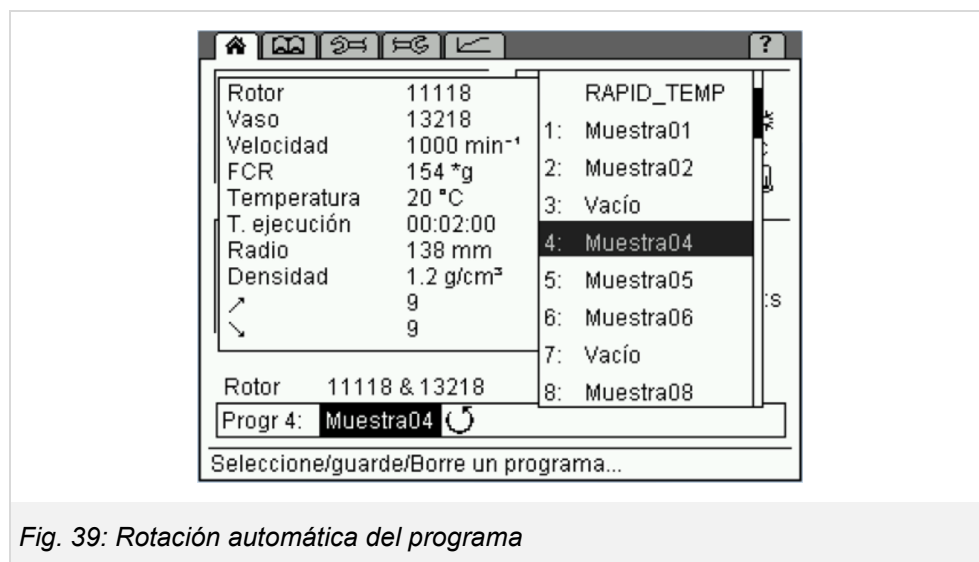 ?
Rotor 11118
Vaso 13218
Velocidad 1000 min⁻¹
FCR 154 *g
Temperatura 20 °C
T. ejecución 00:02:00
Radio 138 mm
Densidad 1.2 g/cm³
↗ 9
↘ 9
RAPID_TEMP
1: Muestra01
2: Muestra02
3: Vacío
4: Muestra04
5: Muestra05
6: Muestra06
7: Vacío
8: Muestra08
:s
Rotor 11118 & 13218
Progr 4: Muestra04
Seleccione/guarde/Borre un programa...
Fig. 39: Rotación automática del programa